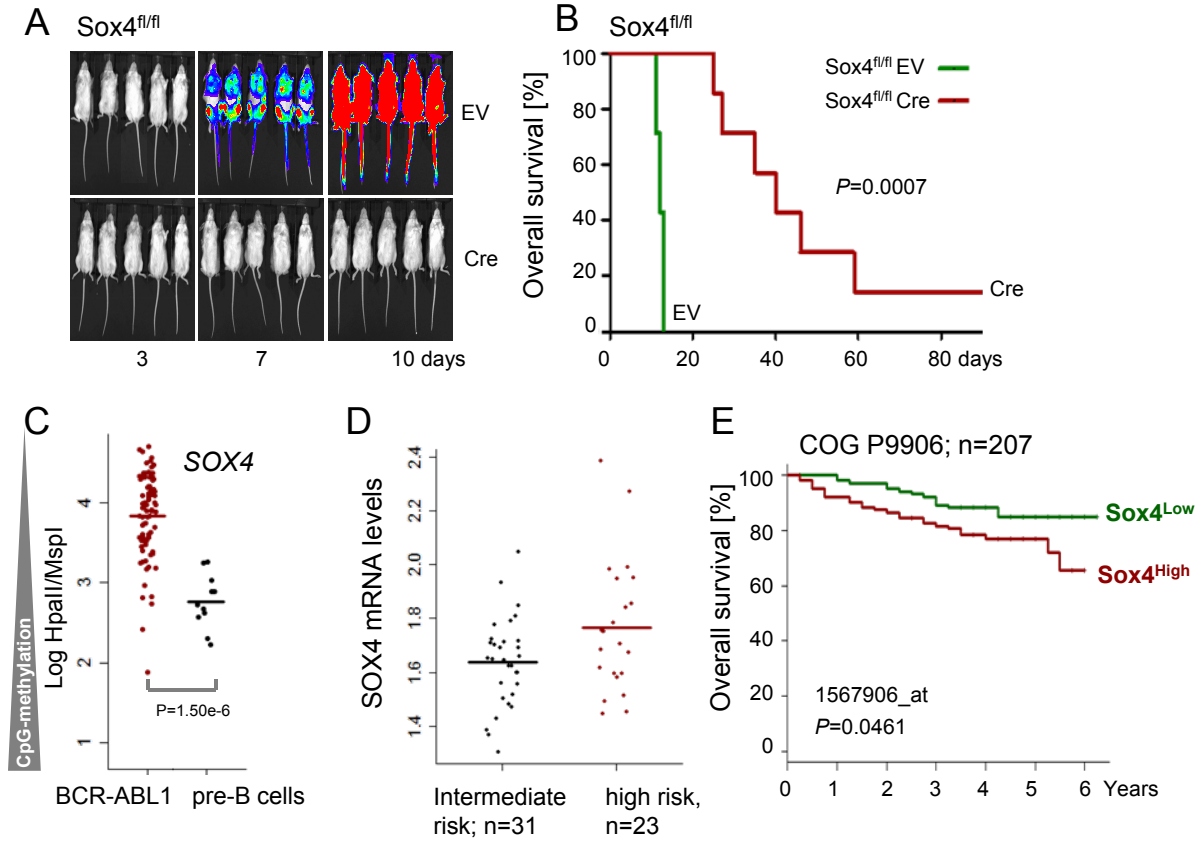 A
Sox4fl/fl
EV
Cre
3
7
10 days
B
Sox4fl/fl
Overall survival [%]
100
80
60
40
20
0
Sox4fl/fl EV
Sox4fl/fl Cre
P=0.0007
EV
Cre
0
20
40
60
80
days
C
CpG-methylation
Log HpaII/MspI
4
3
2
1
SOX4
P=1.50e-6
BCR-ABL1
pre-B cells
D
SOX4 mRNA levels
2.4
2.2
2.0
1.8
1.6
1.4
Intermediate
risk; n=31
high risk,
n=23
E
COG P9906; n=207
Overall survival [%]
100
80
60
40
20
0
Sox4Low
Sox4High
1567906_at
P=0.0461
0
1
2
3
4
5
6
Years